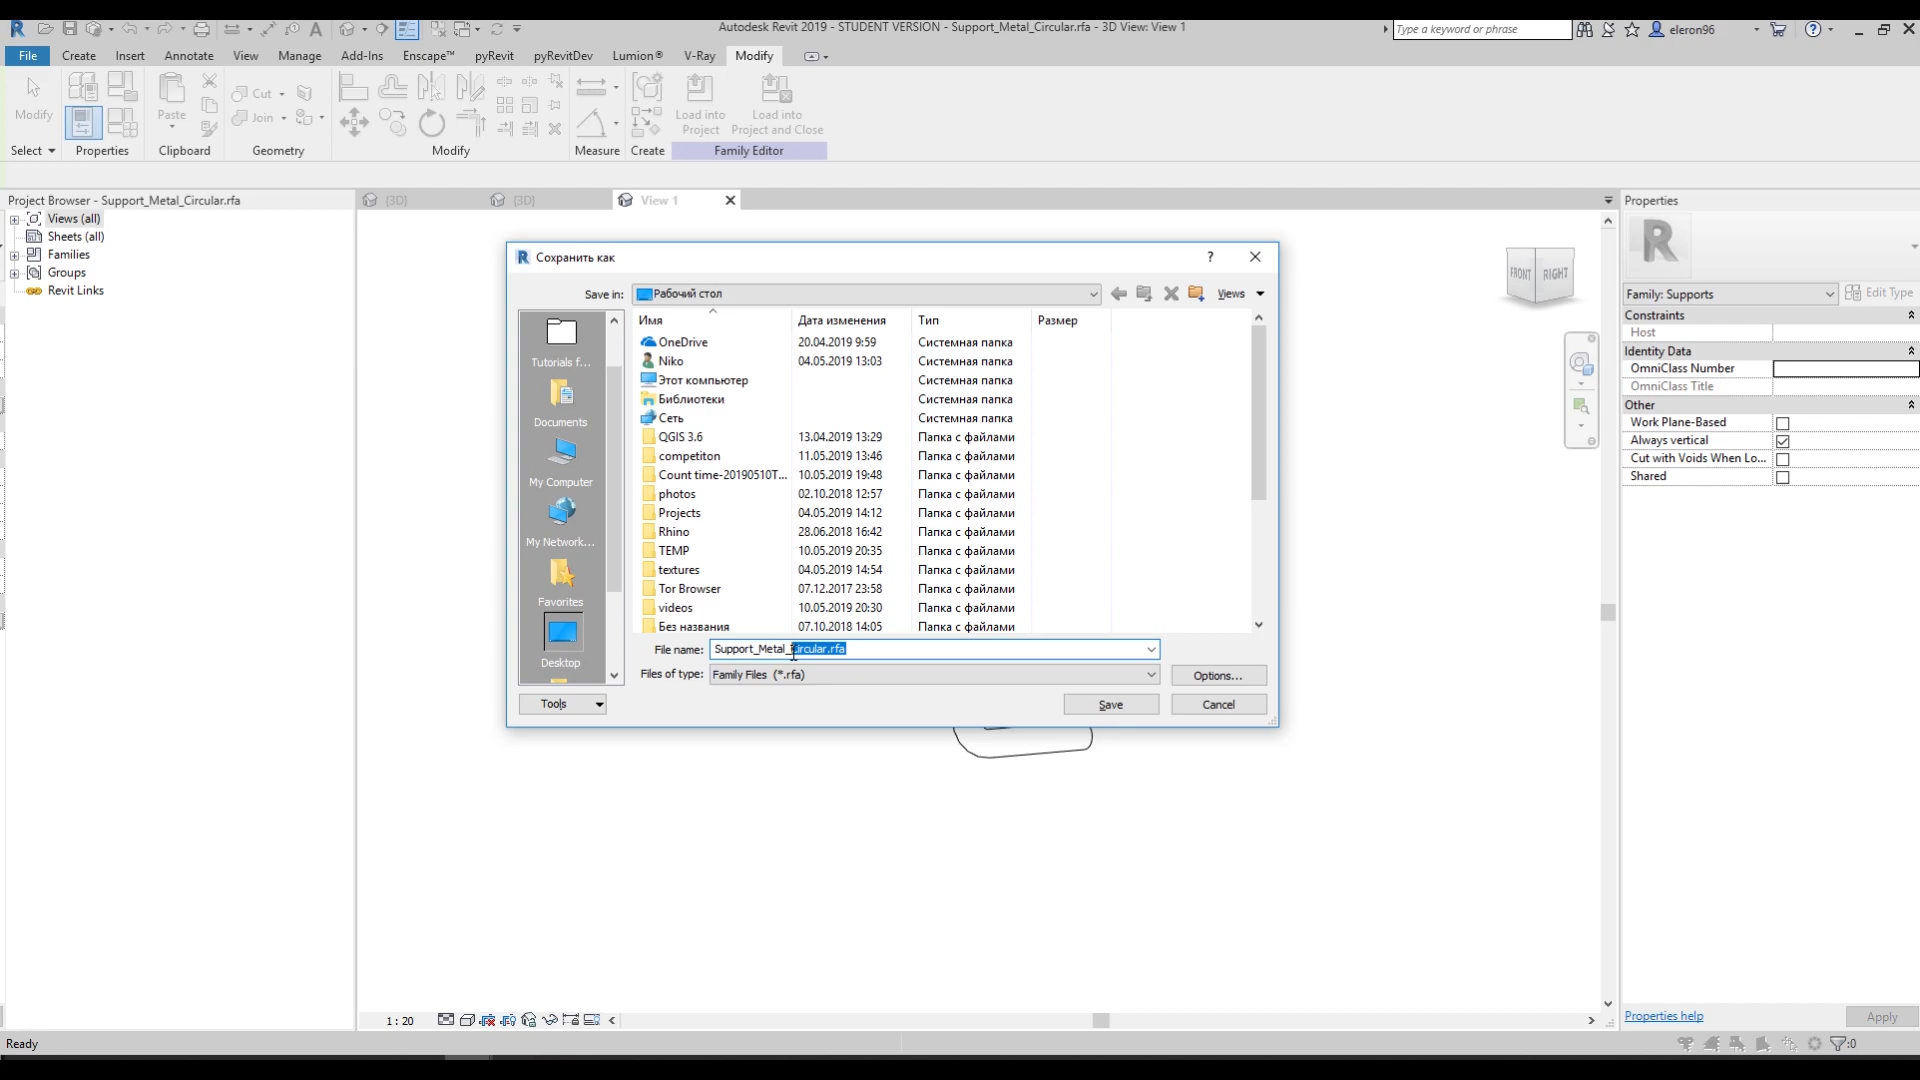 Autodesk Revit 2019 - STUDENT VERSION - Support_Metal_Circular.rfa - 3D View: View 1
Type a keyword or phrase
eleron96
File Create Insert Annotate View Manage Add-Ins Enscape™ pyRevit pyRevitDev Lumion® V-Ray Modify
Modify
Paste
Cut
Join
Load into Project
Load into Project and Close
Select Properties Clipboard Geometry Modify Measure Create Family Editor
Project Browser - Support_Metal_Circular.rfa
Views (all)
Sheets (all)
Families
Groups
Revit Links
{3D}
{3D}
View 1
Сохранить как
?
Save in: Рабочий стол
Views
Tutorials f...
Documents
My Computer
My Network...
Favorites
Desktop
Имя Дата изменения Тип Размер
OneDrive 20.04.2019 9:59 Системная папка
Niko 04.05.2019 13:03 Системная папка
Этот компьютер Системная папка
Библиотеки Системная папка
Сеть Системная папка
QGIS 3.6 13.04.2019 13:29 Папка с файлами
competiton 11.05.2019 13:46 Папка с файлами
Count time-20190510T... 10.05.2019 19:48 Папка с файлами
photos 02.10.2018 12:57 Папка с файлами
Projects 04.05.2019 14:12 Папка с файлами
Rhino 28.06.2018 16:42 Папка с файлами
TEMP 10.05.2019 20:35 Папка с файлами
textures 04.05.2019 14:54 Папка с файлами
Tor Browser 07.12.2017 23:58 Папка с файлами
videos 10.05.2019 20:30 Папка с файлами
Без названия 07.10.2018 14:05 Папка с файлами
File name: Support_Metal_Circular.rfa
Files of type: Family Files (*.rfa)
Options...
Tools
Save
Cancel
FRONT RIGHT
Properties
R
Family: Supports
Edit Type
Constraints
Host
Identity Data
OmniClass Number
OmniClass Title
Other
Work Plane-Based
Always vertical
Cut with Voids When Lo...
Shared
Properties help
Apply
1 : 20
Ready
:0